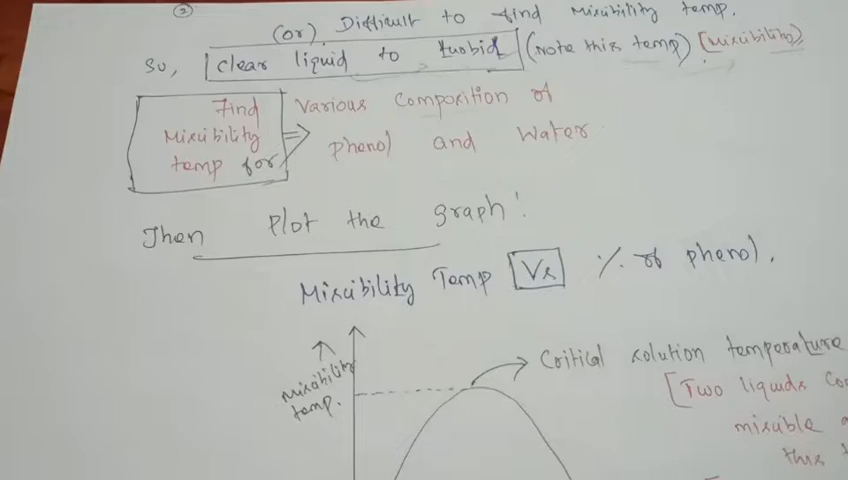 2
(or) Difficult to find miscibility temp.
So, clear liquid to turbid (note this temp) [miscibility]
Find Various Composition of
Miscibility
temp for phenol and Water
Then Plot the graph!
Miscibility Temp Vs % of phenol.
Critical solution temperature
miscibility
temp.
[Two liquids
miscible
this